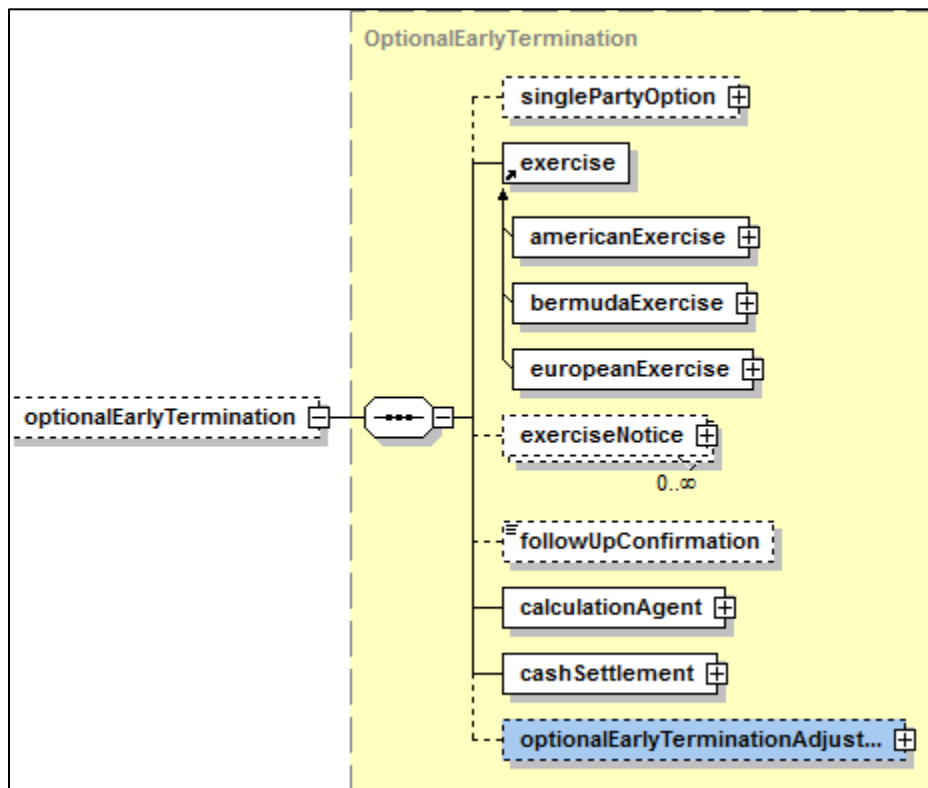 OptionalEarlyTermination
singlePartyOption
exercise
americanExercise
bermudaExercise
europeanExercise
optionalEarlyTermination
exerciseNotice
0..∞
followUpConfirmation
calculationAgent
cashSettlement
optionalEarlyTerminationAdjust...